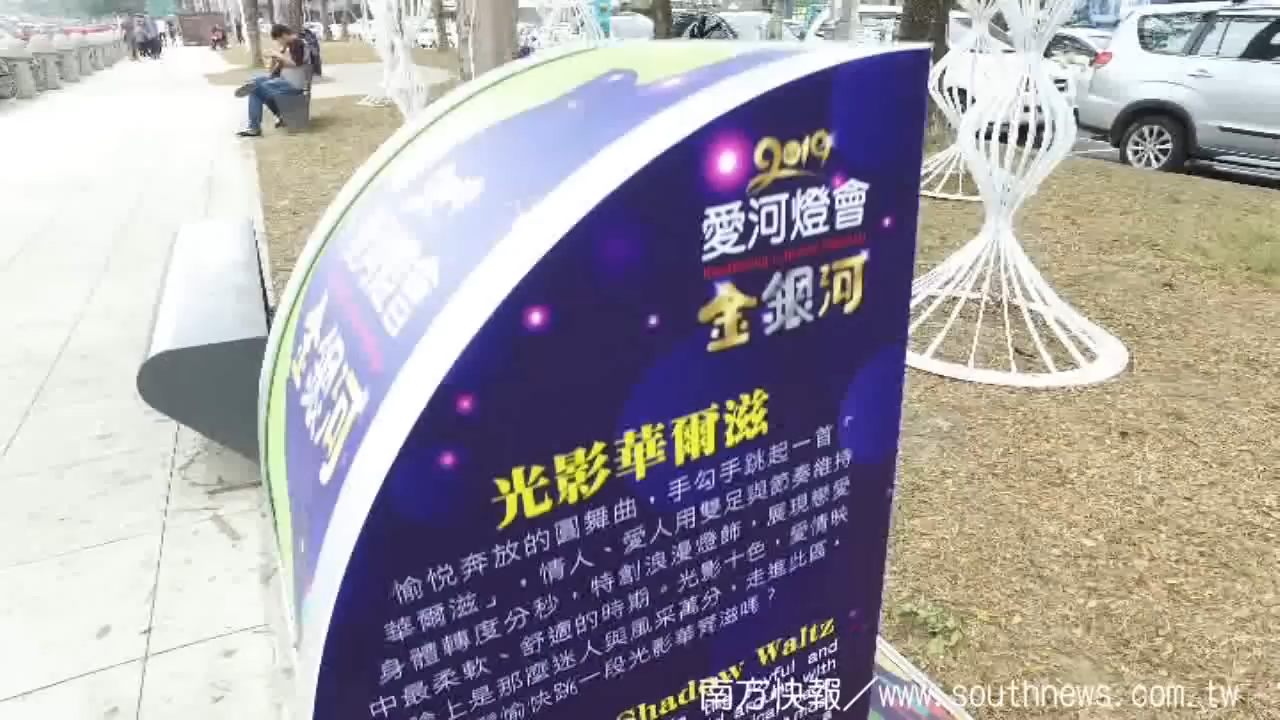 2019
愛河燈會
金銀河
光影華爾滋
愉悅奔放的圓舞曲，手勾手跳起一首「
華爾滋」，情人、愛人用雙足與節奏維持
身體轉度分秒，特創浪漫燈飾，展現戀愛
中最柔軟、舒適的時期。光影十色，愛情映
上是那麼迷人與風采萬分，走進此區，
愉快跳一段光影華爾滋嗎？
Shadow Waltz
and
with
南方快報／www.southnews.com.tw